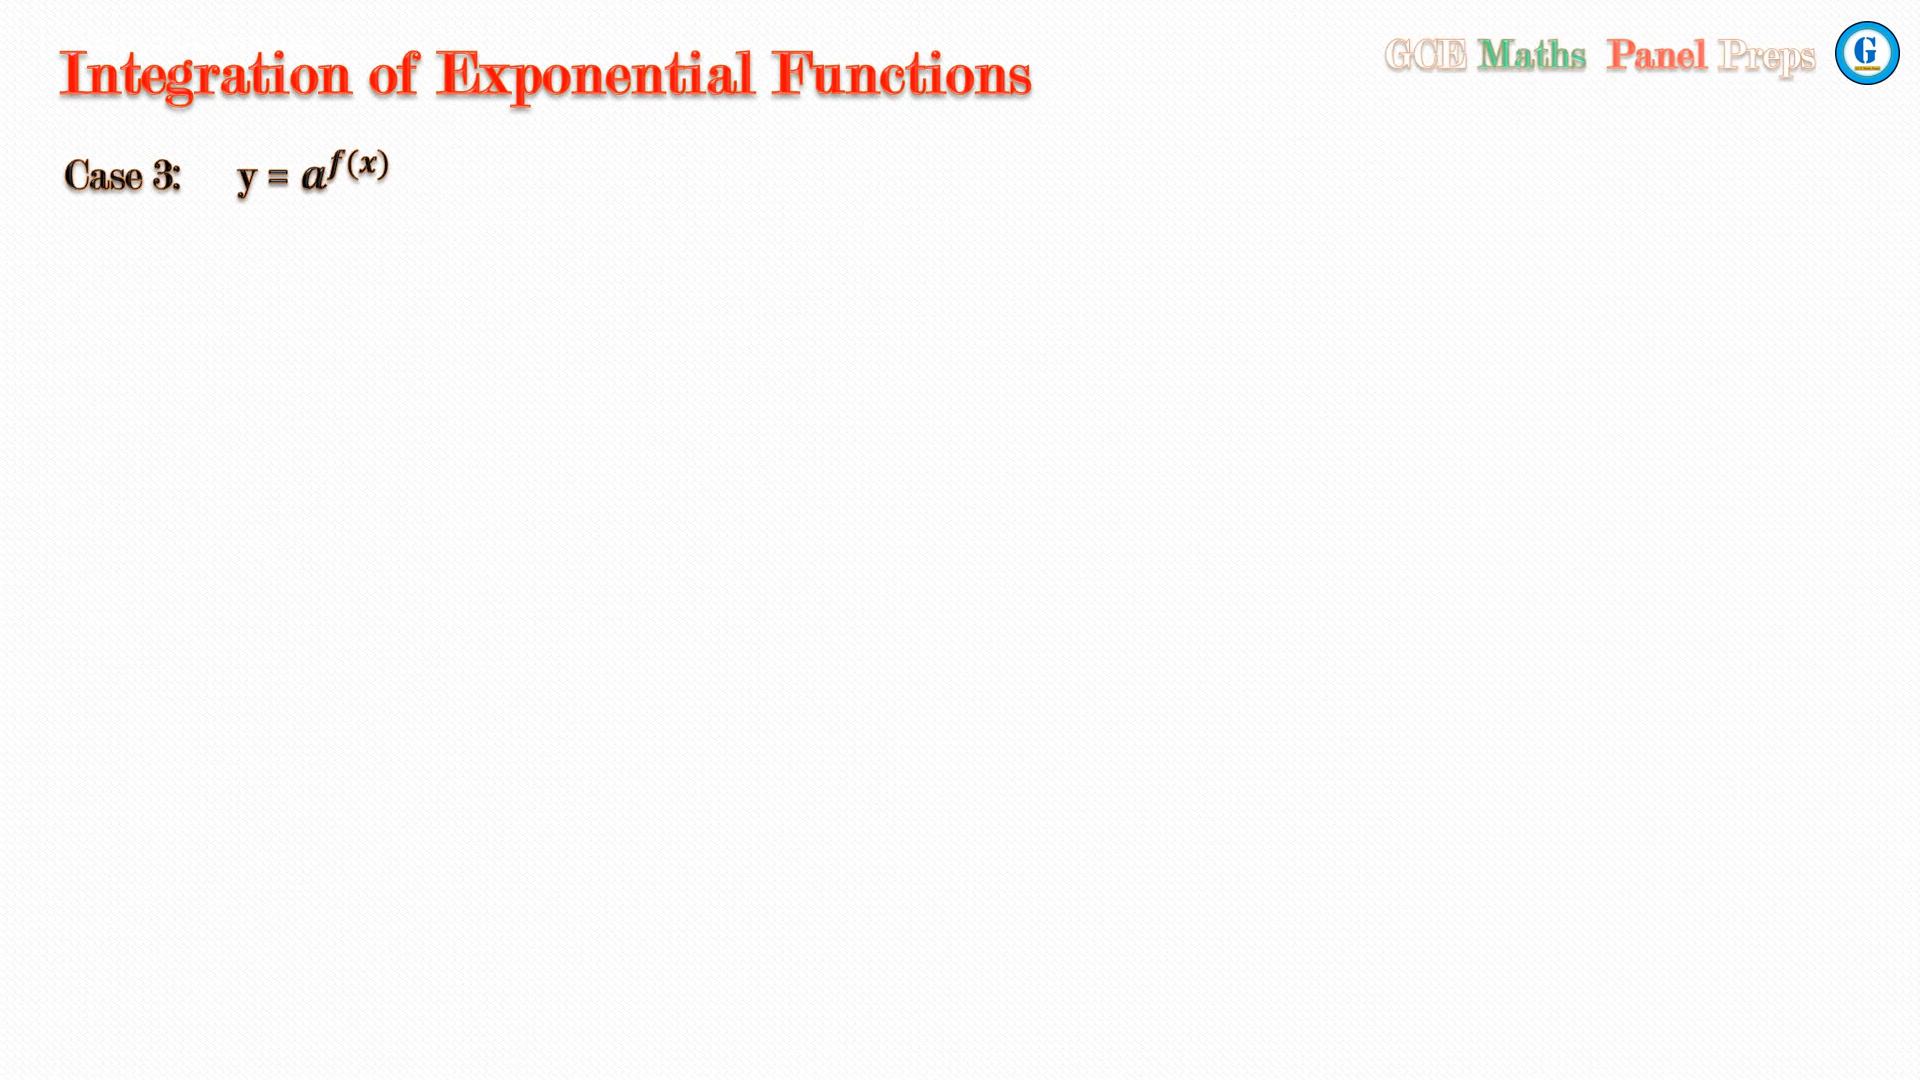 Integration of Exponential Functions
GCE Maths Panel Preps
G
Case 3: y = a^{f(x)}